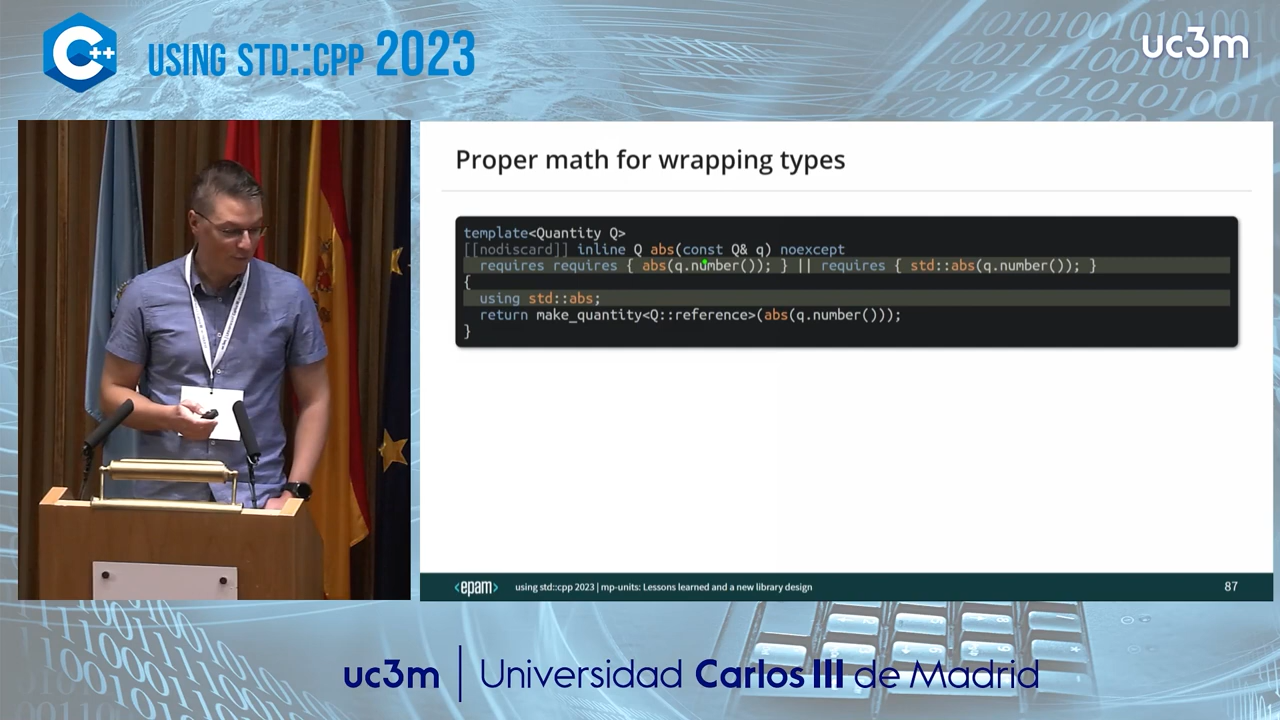 C++
USING STD::CPP 2023
uc3m
Proper math for wrapping types
template<Quantity Q>
[[nodiscard]] inline Q abs(const Q& q) noexcept
  requires requires { abs(q.number()); } || requires { std::abs(q.number()); }
{
  using std::abs;
  return make_quantity<Q::reference>(abs(q.number()));
}
<epam>
using std::cpp 2023 | mp-units: Lessons learned and a new library design
87
uc3m | Universidad Carlos III de Madrid